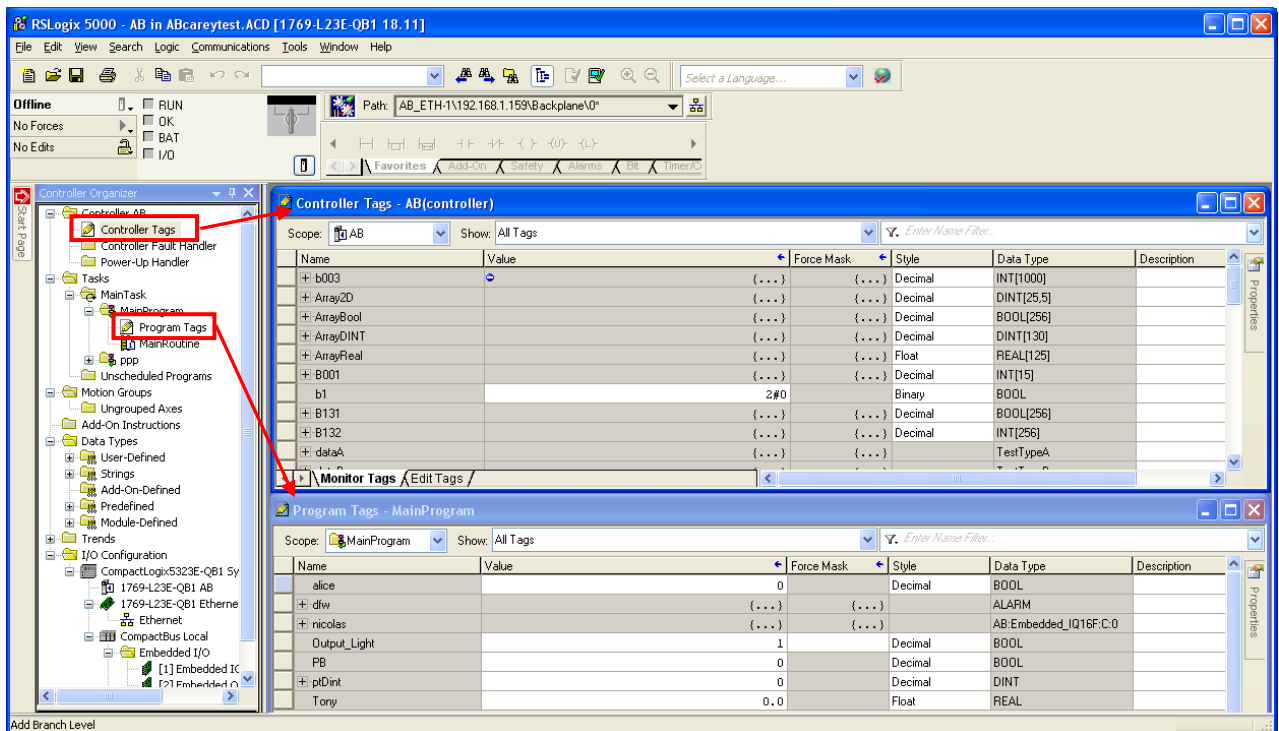 RSLogix 5000 - AB in ABcareytest.ACD [1769-L23E-QB1 18.11]
File Edit View Search Logic Communications Tools Window Help
Select a Language...
Offline
RUN
No Forces
OK
BAT
No Edits
I/O
Path: AB_ETH-1\192.168.1.159\Backplane\0*
Favorites Add-On Safety Alarms Bit Timer/C
Start Page
Controller Organizer
Controller AB
Controller Tags
Controller Fault Handler
Power-Up Handler
Tasks
MainTask
MainProgram
Program Tags
MainRoutine
ppp
Unscheduled Programs
Motion Groups
Ungrouped Axes
Add-On Instructions
Data Types
User-Defined
Strings
Add-On-Defined
Predefined
Module-Defined
Trends
I/O Configuration
CompactLogix5323E-QB1 Sy
1769-L23E-QB1 AB
1769-L23E-QB1 Etherne
Ethernet
CompactBus Local
Embedded I/O
[1] Embedded IQ
[2] Embedded O
Controller Tags - AB(controller)
Scope: AB Show: All Tags Enter Name Filter...
Name Value Force Mask Style Data Type Description
b003 {...} {...} Decimal INT[1000]
Array2D {...} {...} Decimal DINT[25,5]
ArrayBool {...} {...} Decimal BOOL[256]
ArrayDINT {...} {...} Decimal DINT[130]
ArrayReal {...} {...} Float REAL[125]
B001 {...} {...} Decimal INT[15]
b1 2#0 Binary BOOL
B131 {...} {...} Decimal BOOL[256]
B132 {...} {...} Decimal INT[256]
dataA {...} {...} TestTypeA
Monitor Tags Edit Tags
Properties
Program Tags - MainProgram
Scope: MainProgram Show: All Tags Enter Name Filter...
Name Value Force Mask Style Data Type Description
alice 0 Decimal BOOL
dfw {...} {...} ALARM
nicolas {...} {...} AB:Embedded_IQ16F:C:0
Output_Light 1 Decimal BOOL
PB 0 Decimal BOOL
ptDint 0 Decimal DINT
Tony 0.0 Float REAL
Properties
Add Branch Level